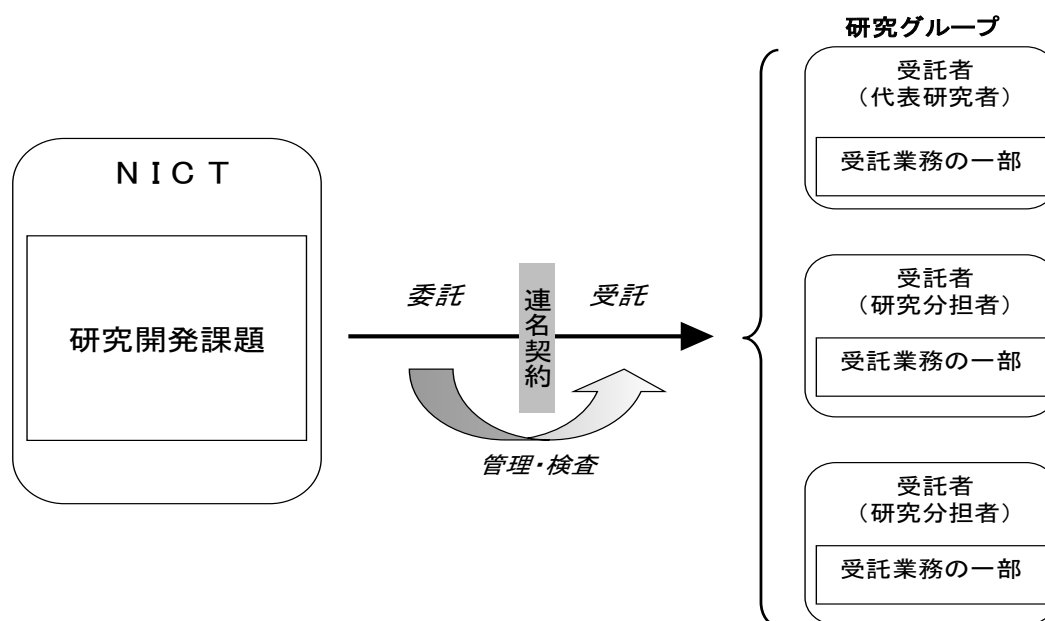 ＮＩＣＴ
研究開発課題
委託
連名契約
受託
管理・検査
研究グループ
受託者
（代表研究者）
受託業務の一部
受託者
（研究分担者）
受託業務の一部
受託者
（研究分担者）
受託業務の一部